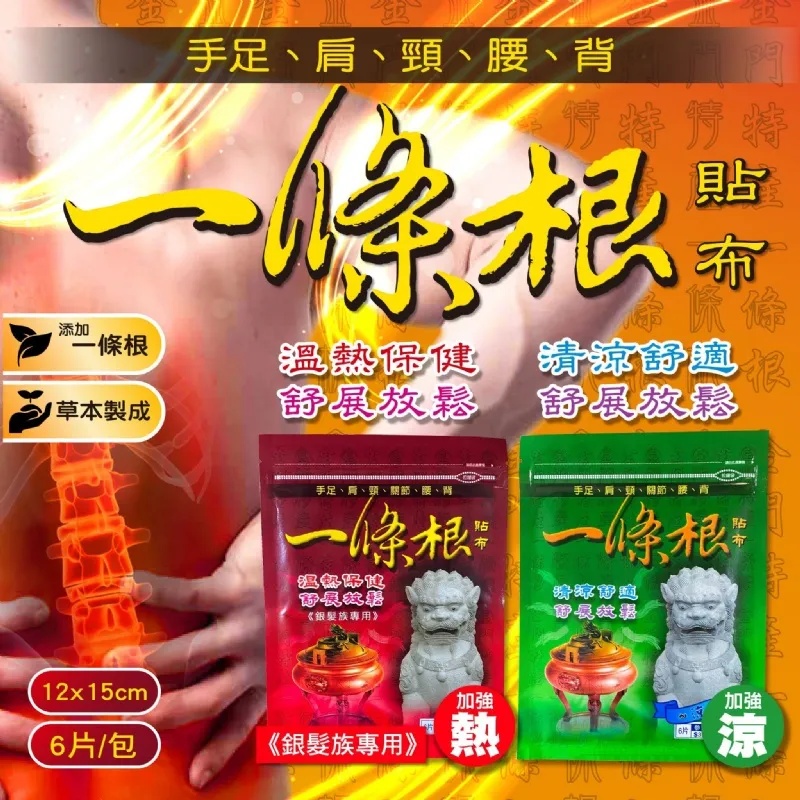 手足、肩、頸、腰、背
一條根
貼布
添加
一條根
草本製成
溫熱保健
舒展放鬆
清涼舒適
舒展放鬆
手足、肩、頸、關節、腰、背
一條根
貼布
溫熱保健
舒展放鬆
《銀髮族專用》
手足、肩、頸、關節、腰、背
一條根
貼布
清涼舒適
舒展放鬆
6片
12x15cm
6片/包
《銀髮族專用》
加強
熱
加強
涼